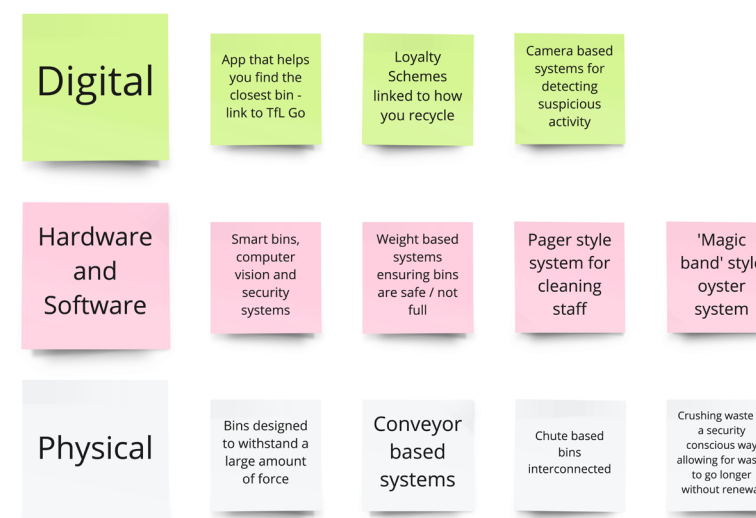 Digital
App that helps
you find the
closest bin -
link to TfL Go
Loyalty
Schemes
linked to how
you recycle
Camera based
systems for
detecting
suspicious
activity
Hardware
and
Software
Smart bins,
computer
vision and
security
systems
Weight based
systems
ensuring bins
are safe / not
full
Pager style
system for
cleaning
staff
'Magic
band' style
oyster
system
Physical
Bins designed
to withstand a
large amount
of force
Conveyor
based
systems
Chute based
bins
interconnected
Crushing waste
a security
conscious way
allowing for
to go longer
without